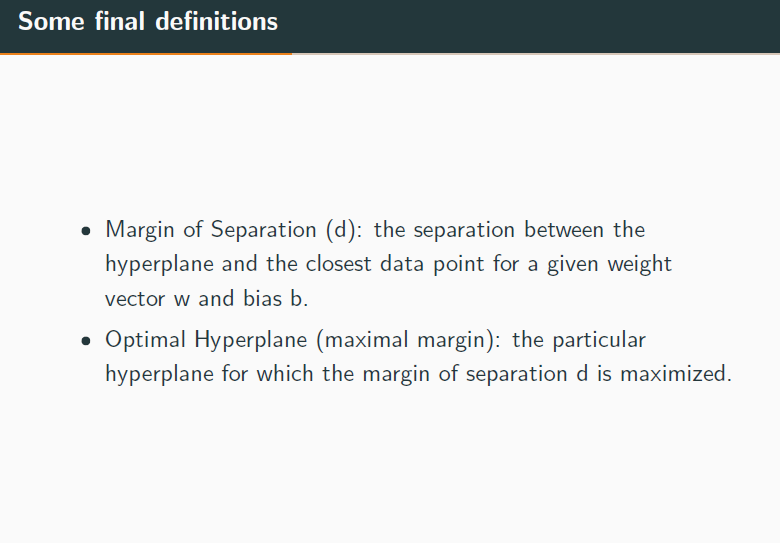 Some final definitions
• Margin of Separation (d): the separation between the
hyperplane and the closest data point for a given weight
vector w and bias b.
• Optimal Hyperplane (maximal margin): the particular
hyperplane for which the margin of separation d is maximized.